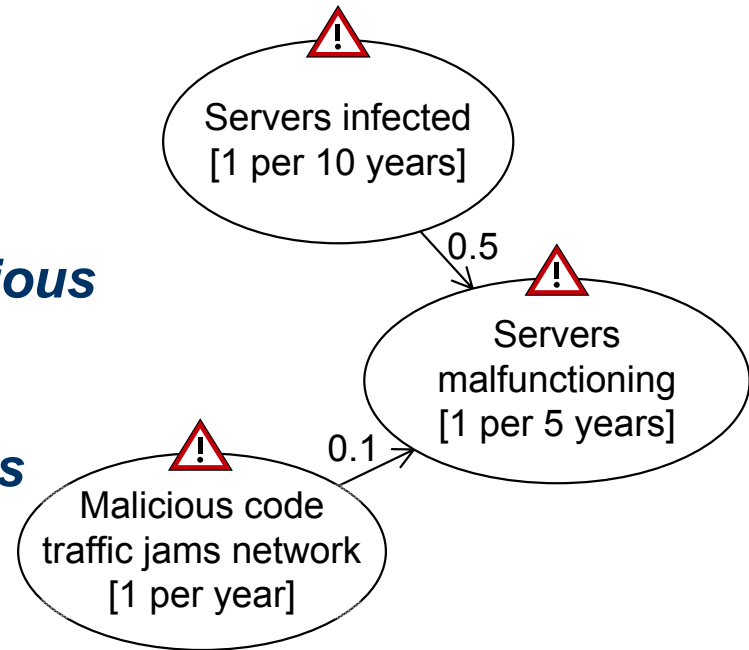 !
Servers infected
[1 per 10 years]
0.5
ious
!
Servers
malfunctioning
[1 per 5 years]
0.1
s
!
Malicious code
traffic jams network
[1 per year]